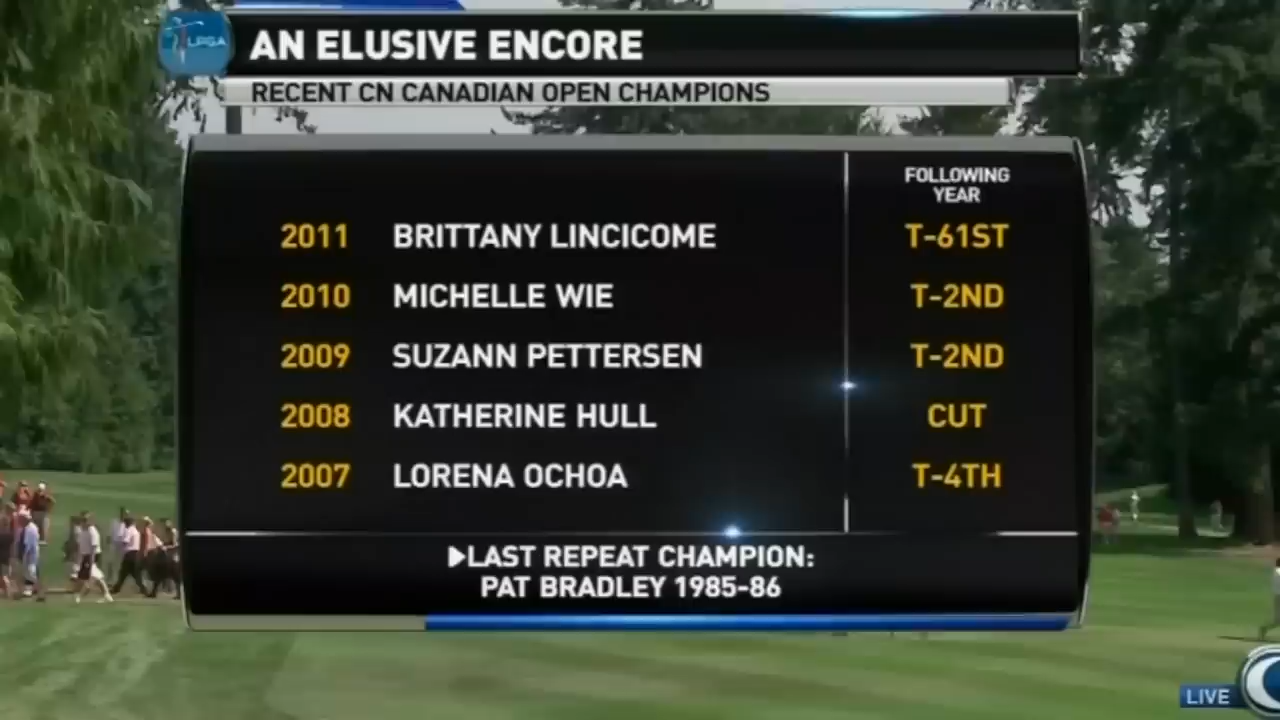 LPGA
AN ELUSIVE ENCORE
RECENT CN CANADIAN OPEN CHAMPIONS
FOLLOWING
YEAR
2011 BRITTANY LINCICOME T-61ST
2010 MICHELLE WIE T-2ND
2009 SUZANN PETTERSEN T-2ND
2008 KATHERINE HULL CUT
2007 LORENA OCHOA T-4TH
▶LAST REPEAT CHAMPION:
PAT BRADLEY 1985-86
LIVE